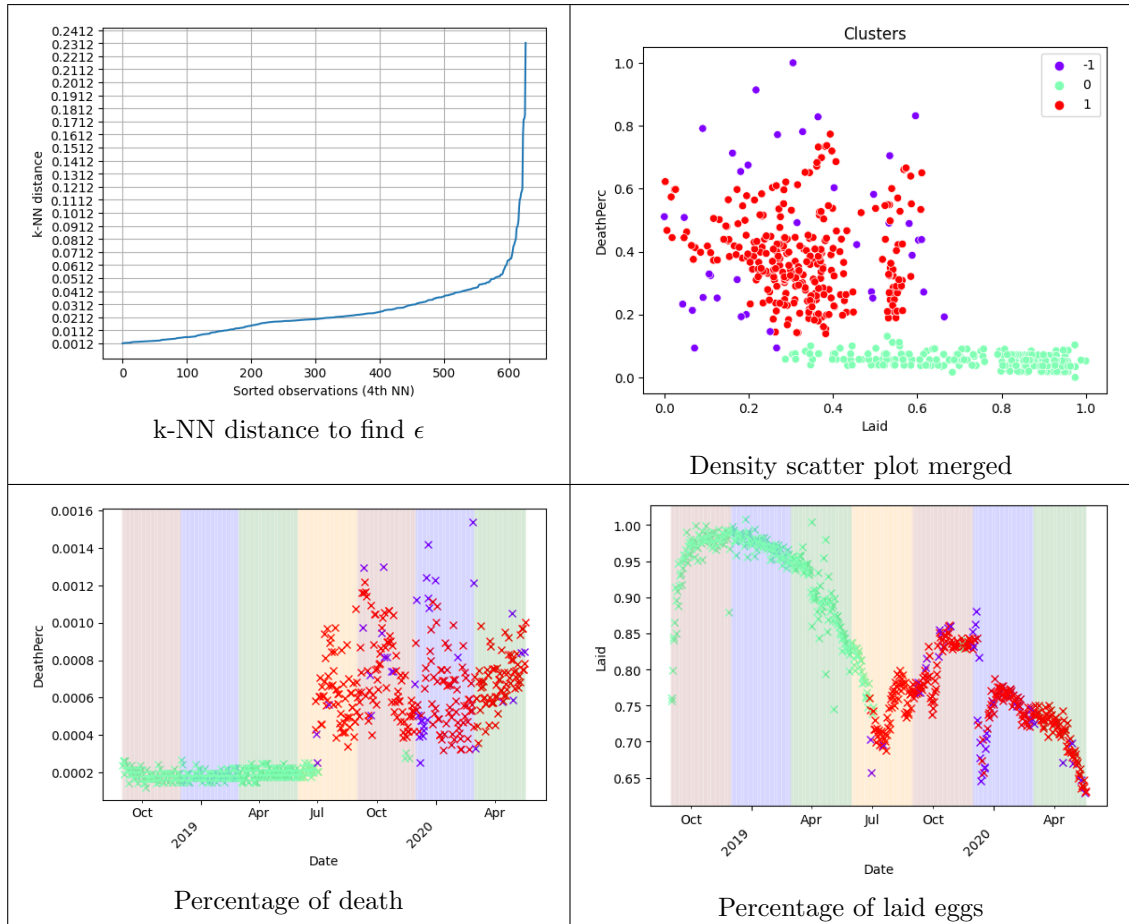 0.2412
0.2312
0.2212
0.2112
0.2012
0.1912
0.1812
0.1712
0.1612
0.1512
0.1412
0.1312
0.1212
0.1112
0.1012
0.0912
0.0812
0.0712
0.0612
0.0512
0.0412
0.0312
0.0212
0.0112
0.0012
k-NN distance
0 100 200 300 400 500 600
Sorted observations (4th NN)
k-NN distance to find ϵ
Clusters
-1
0
1
1.0
0.8
0.6
0.4
0.2
0.0
DeathPerc
0.0 0.2 0.4 0.6 0.8 1.0
Laid
Density scatter plot merged
0.0016
0.0014
0.0012
0.0010
0.0008
0.0006
0.0004
0.0002
DeathPerc
Oct 2019 Apr Jul Oct 2020 Apr
Date
Percentage of death
1.00
0.95
0.90
0.85
0.80
0.75
0.70
0.65
Laid
Oct 2019 Apr Jul Oct 2020 Apr
Date
Percentage of laid eggs